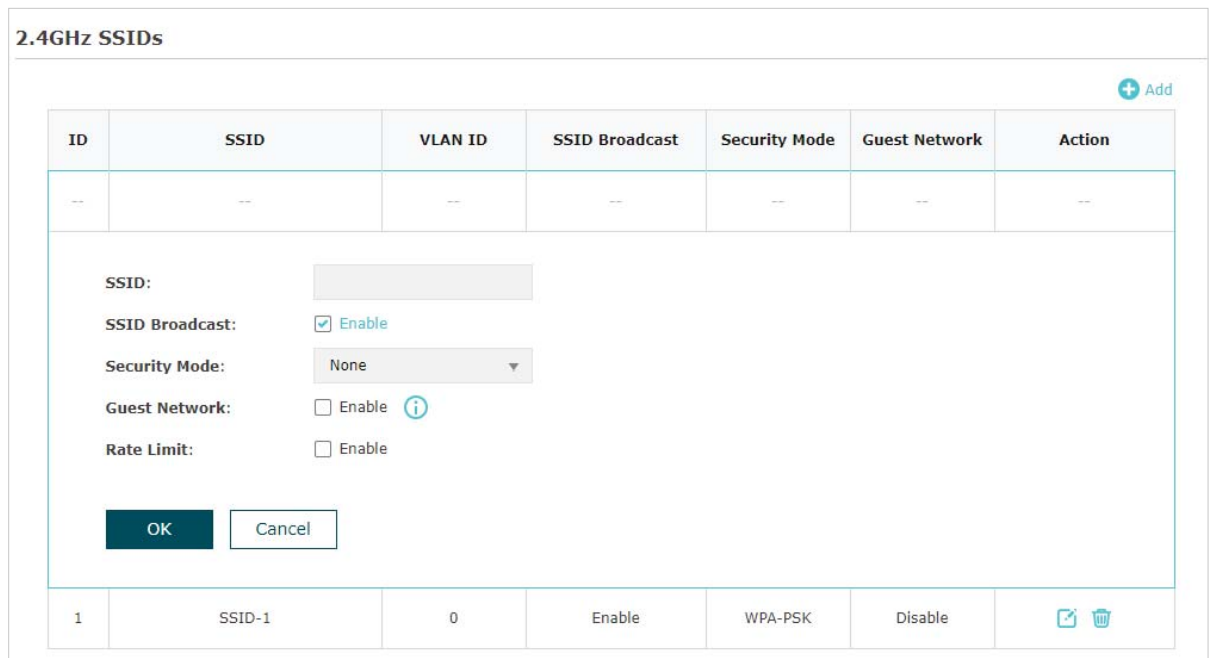 2.4GHz SSIDs
Add
ID SSID VLAN ID SSID Broadcast Security Mode Guest Network Action
-- -- -- -- -- -- --
SSID:
SSID Broadcast: Enable
Security Mode: None
Guest Network: Enable
Rate Limit: Enable
OK Cancel
1 SSID-1 0 Enable WPA-PSK Disable